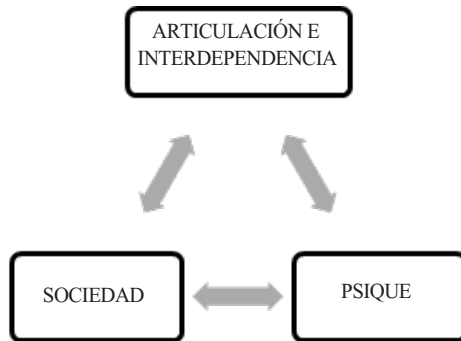 ARTICULACIÓN E
INTERDEPENDENCIA
SOCIEDAD
PSIQUE